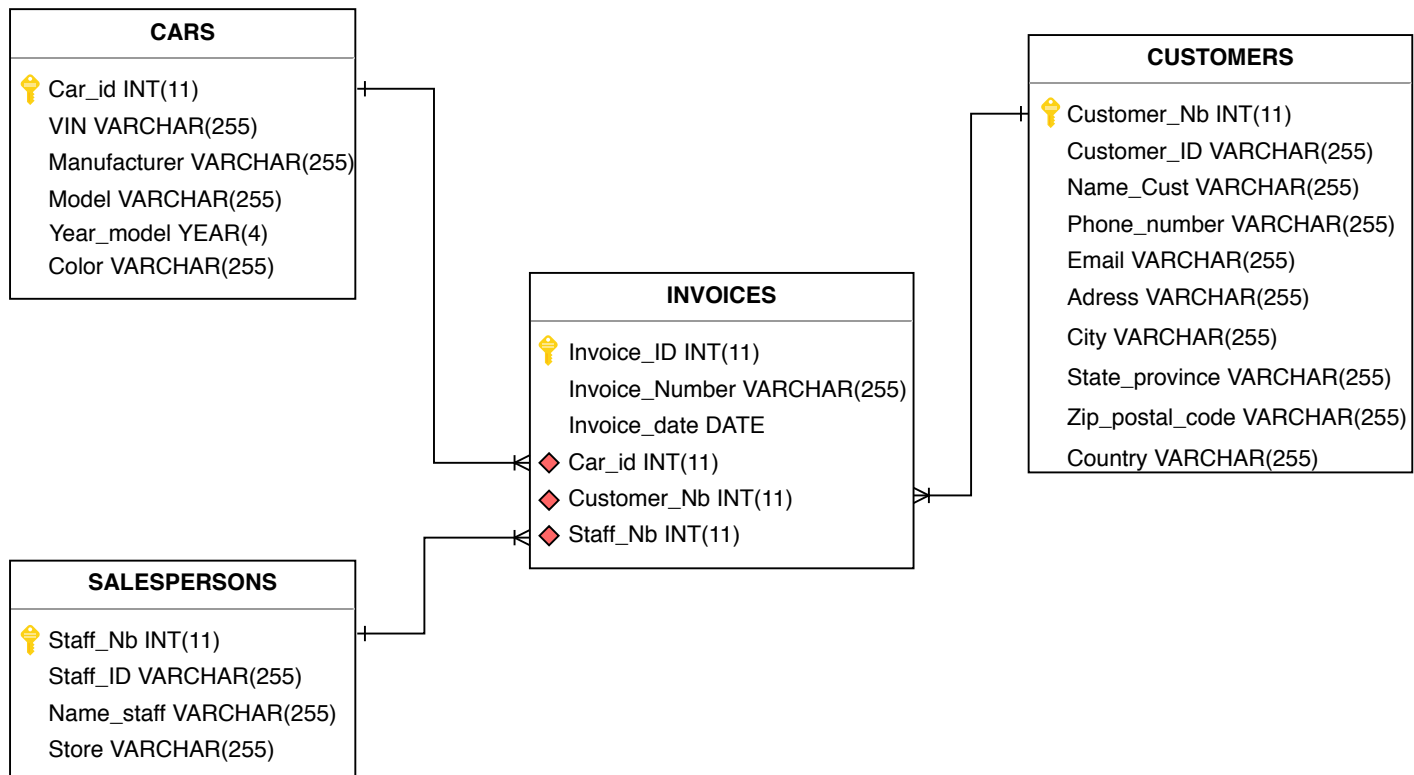 CARS
Car_id INT(11)
VIN VARCHAR(255)
Manufacturer VARCHAR(255)
Model VARCHAR(255)
Year_model YEAR(4)
Color VARCHAR(255)
CUSTOMERS
Customer_Nb INT(11)
Customer_ID VARCHAR(255)
Name_Cust VARCHAR(255)
Phone_number VARCHAR(255)
Email VARCHAR(255)
Adress VARCHAR(255)
City VARCHAR(255)
State_province VARCHAR(255)
Zip_postal_code VARCHAR(255)
Country VARCHAR(255)
INVOICES
Invoice_ID INT(11)
Invoice_Number VARCHAR(255)
Invoice_date DATE
Car_id INT(11)
Customer_Nb INT(11)
Staff_Nb INT(11)
SALESPERSONS
Staff_Nb INT(11)
Staff_ID VARCHAR(255)
Name_staff VARCHAR(255)
Store VARCHAR(255)